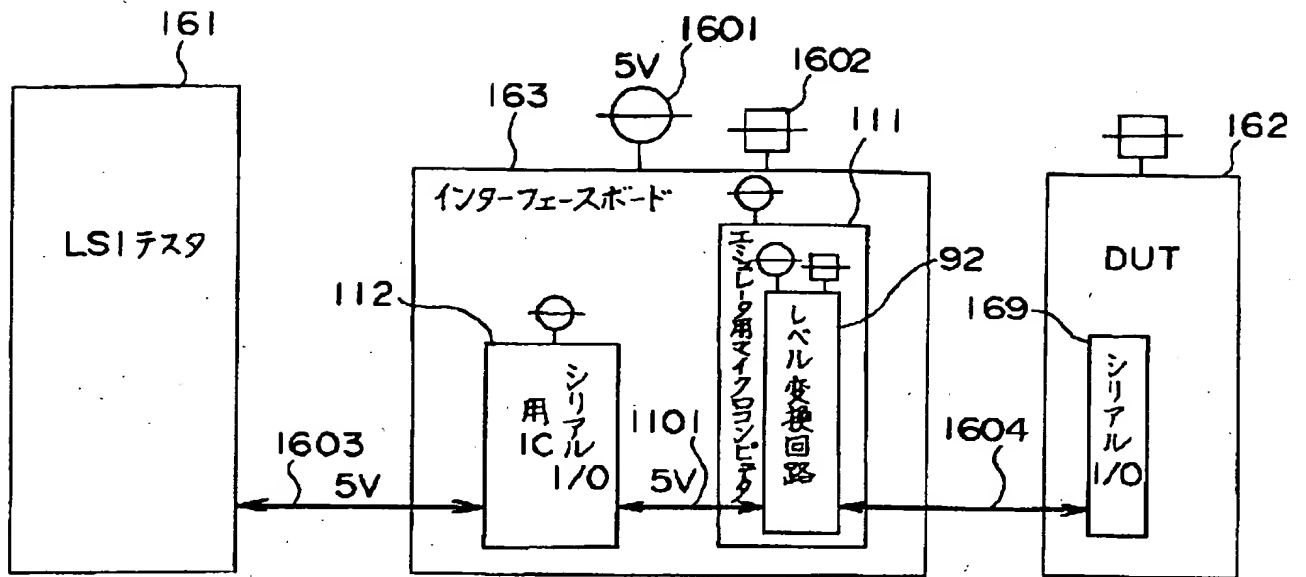 161
1601
5V
1602
163
111
162
インターフェースボード
LSIテスタ
エミュレータ用マイクロコンピュータ
92
DUT
112
レベル変換回路
169
シリアルI/O
用IC
シリアルI/O
1603
5V
1101
5V
1604